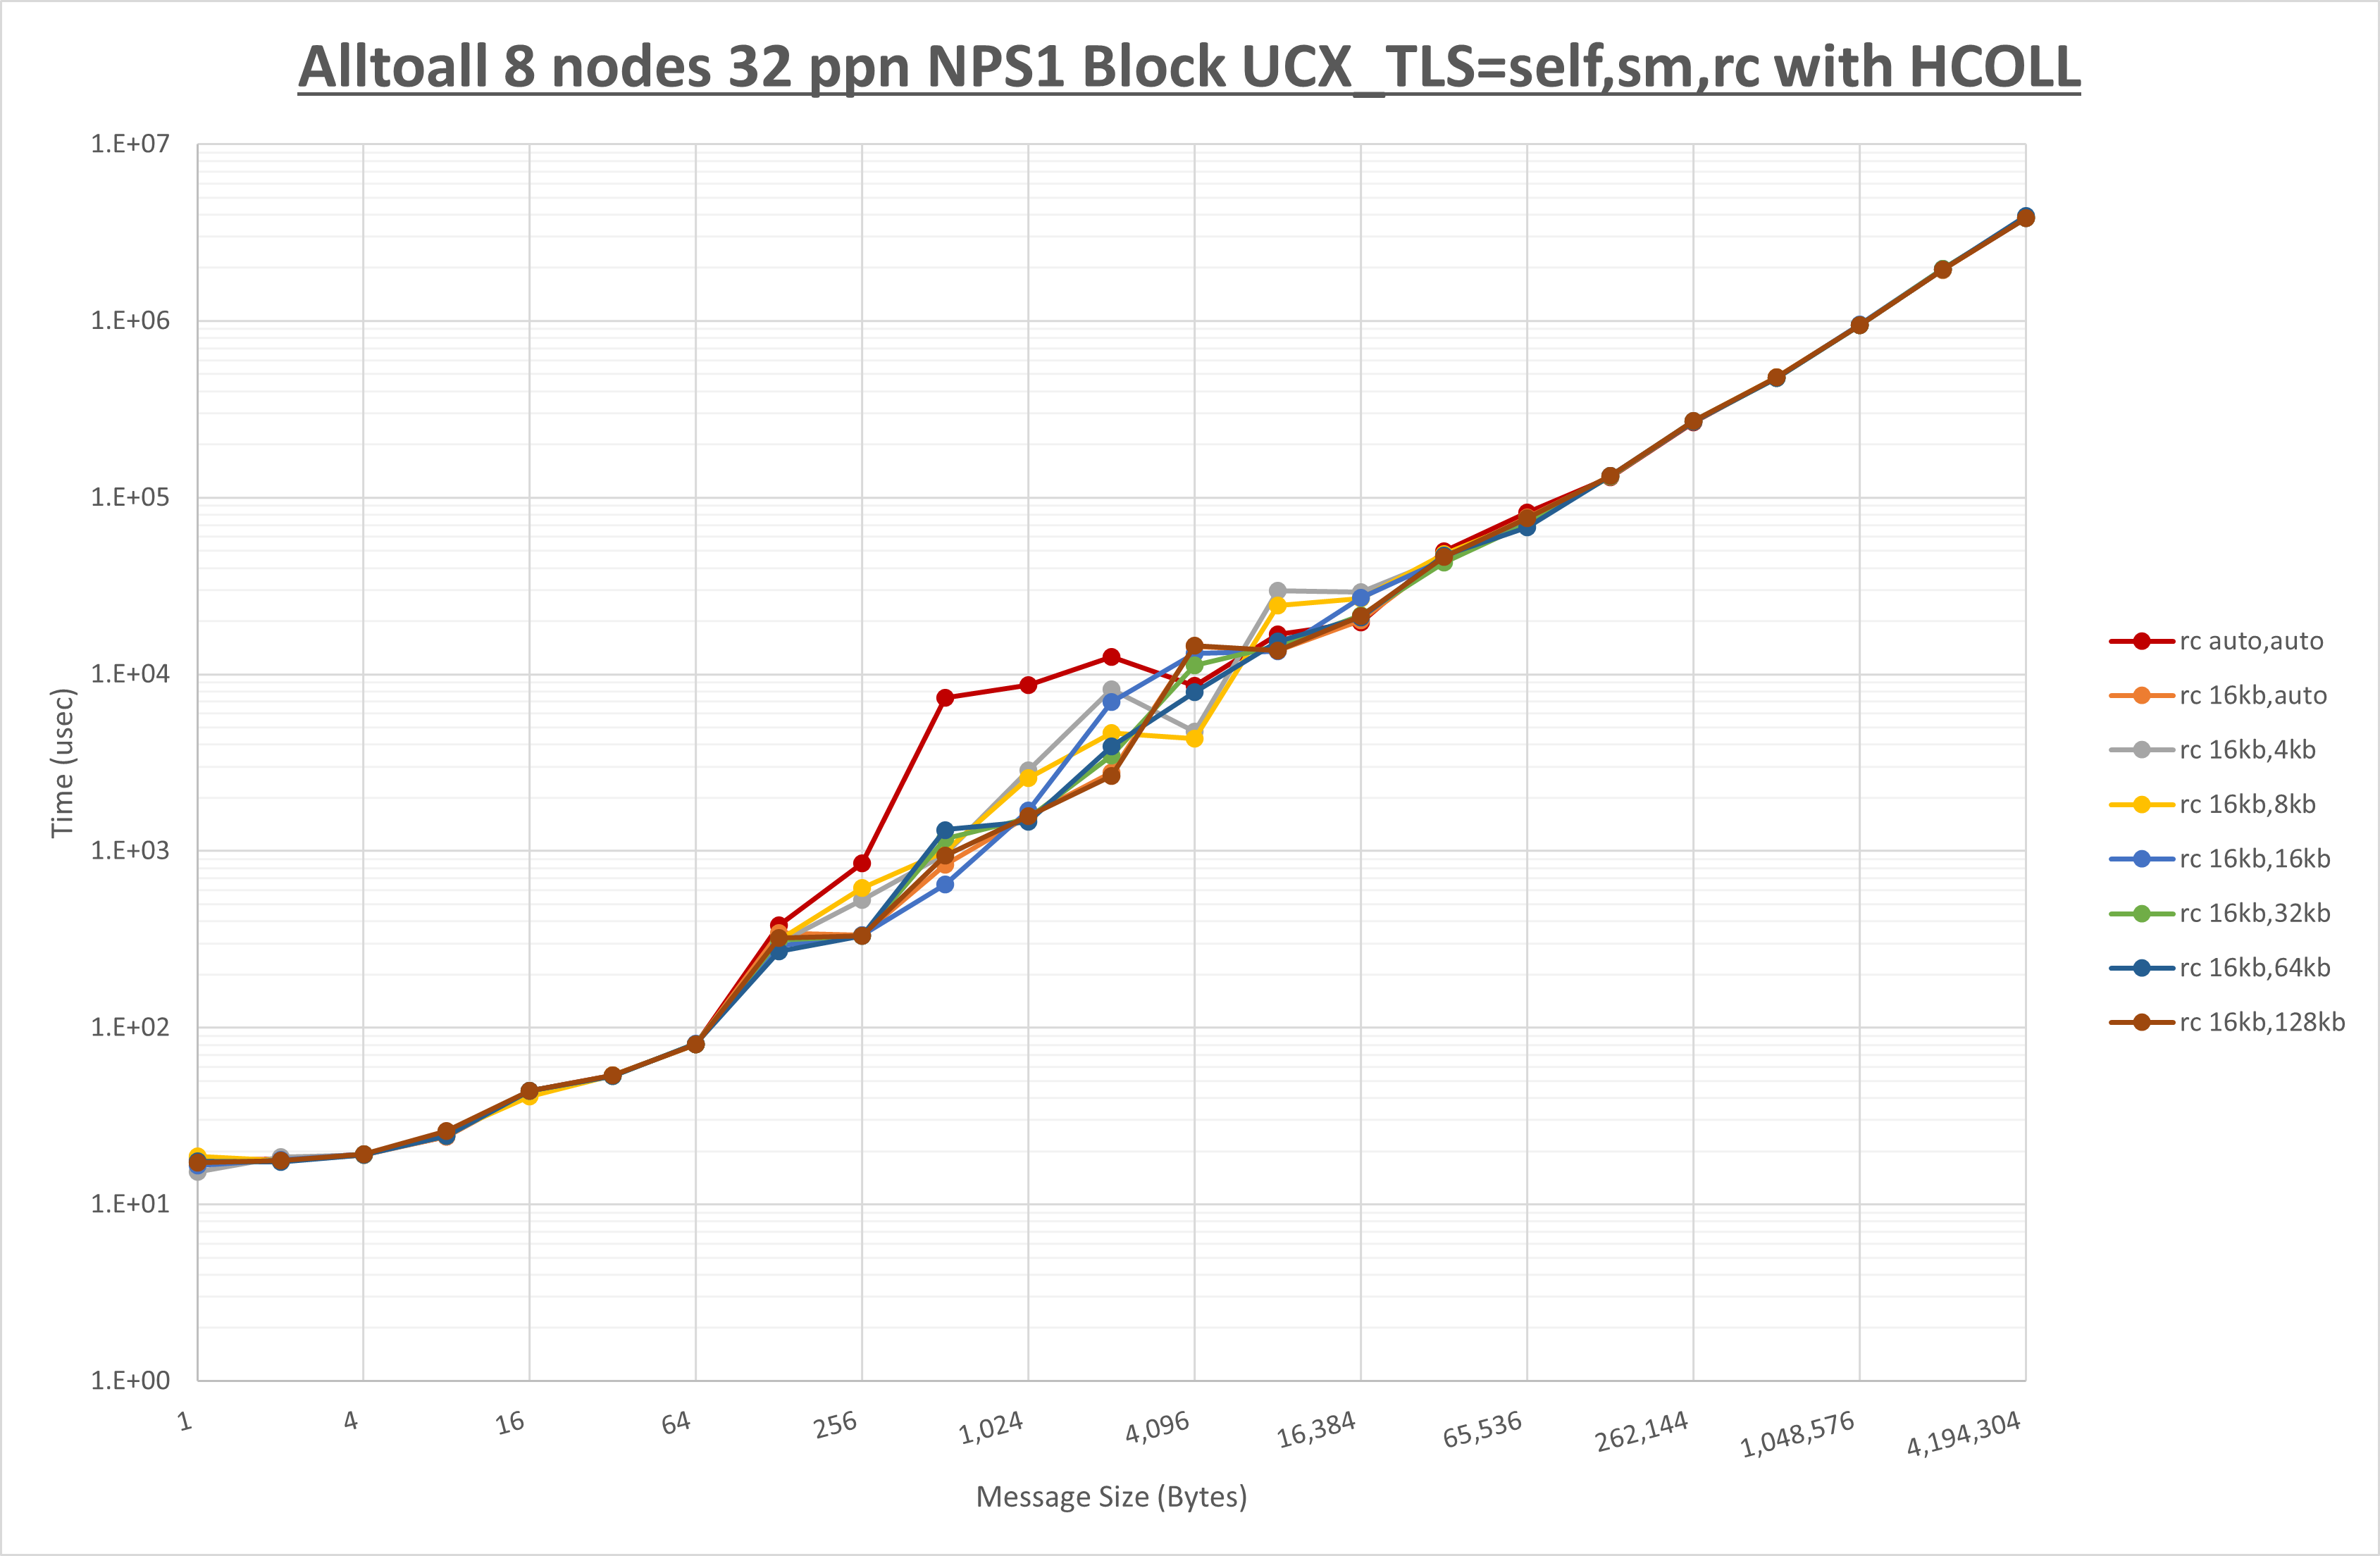 Alltoall 8 nodes 32 ppn NPS1 Block UCX_TLS=self,sm,rc with HCOLL
1.E+07
1.E+06
1.E+05
1.E+04
1.E+03
1.E+02
1.E+01
1.E+00
Time (usec)
1
4
16
64
256
1,024
4,096
16,384
65,536
262,144
1,048,576
4,194,304
Message Size (Bytes)
rc auto,auto
rc 16kb,auto
rc 16kb,4kb
rc 16kb,8kb
rc 16kb,16kb
rc 16kb,32kb
rc 16kb,64kb
rc 16kb,128kb